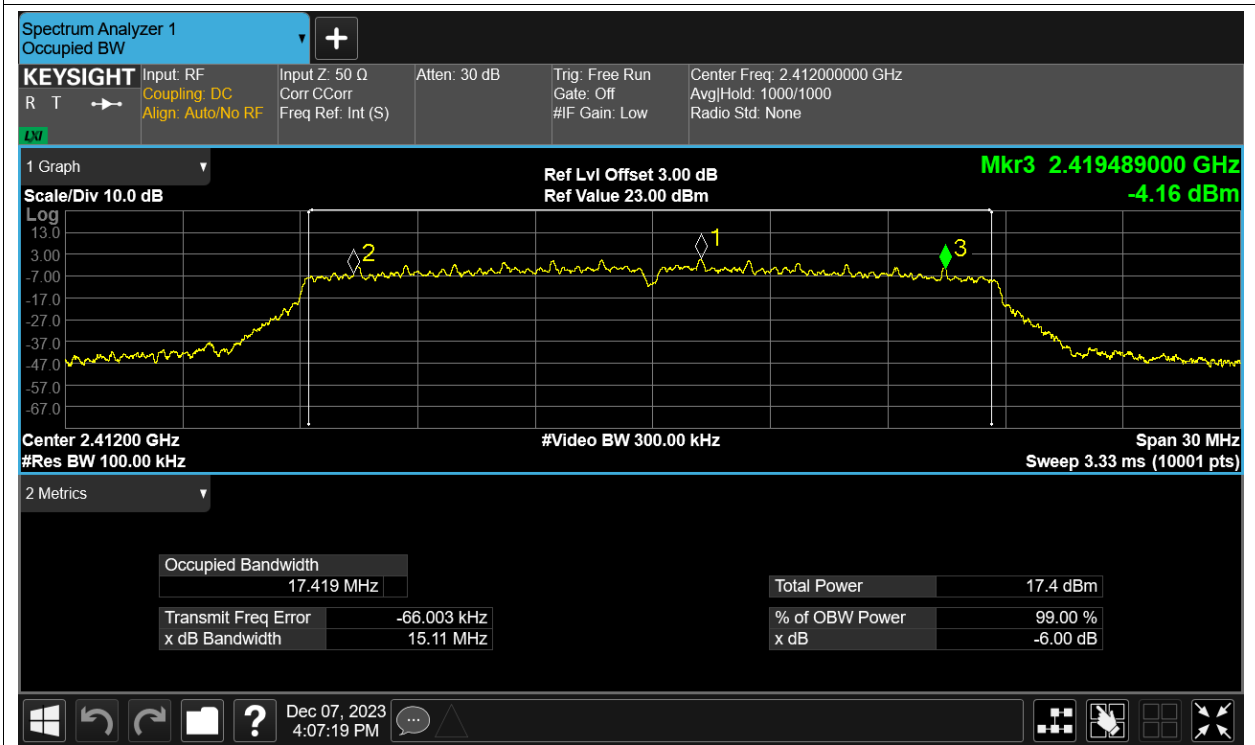 Spectrum Analyzer 1
Occupied BW
KEYSIGHT
R T
LXI
Input: RF
Coupling: DC
Align: Auto/No RF
Input Z: 50 Ω
Corr CCorr
Freq Ref: Int (S)
Atten: 30 dB
Trig: Free Run
Gate: Off
#IF Gain: Low
Center Freq: 2.412000000 GHz
Avg|Hold: 1000/1000
Radio Std: None
1 Graph
Scale/Div 10.0 dB
Ref Lvl Offset 3.00 dB
Ref Value 23.00 dBm
Mkr3 2.419489000 GHz
-4.16 dBm
Log
13.0
3.00
-7.00
-17.0
-27.0
-37.0
-47.0
-57.0
-67.0
2
1
3
Center 2.41200 GHz
#Res BW 100.00 kHz
#Video BW 300.00 kHz
Span 30 MHz
Sweep 3.33 ms (10001 pts)
2 Metrics
Occupied Bandwidth
17.419 MHz
Transmit Freq Error -66.003 kHz
x dB Bandwidth 15.11 MHz
Total Power 17.4 dBm
% of OBW Power 99.00 %
x dB -6.00 dB
?
Dec 07, 2023
4:07:19 PM